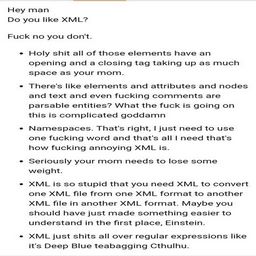 Hey man
Do you like XML?
Fuck no you don't.
• Holy shit all of those elements have an
opening and a closing tag taking up as much
space as your mom.
• There's like elements and attributes and nodes
and text and even fucking comments are
parsable entities? What the fuck is going on
this is complicated goddamn
• Namespaces. That's right, I just need to use
one fucking word and that's all I need that's
how fucking annoying XML is.
• Seriously your mom needs to lose some
weight.
• XML is so stupid that you need XML to convert
one XML file from one XML format to another
XML file in another XML format. Maybe you
should have just made something easier to
understand in the first place, Einstein.
• XML just shits all over regular expressions like
it's Deep Blue teabagging Cthulhu.